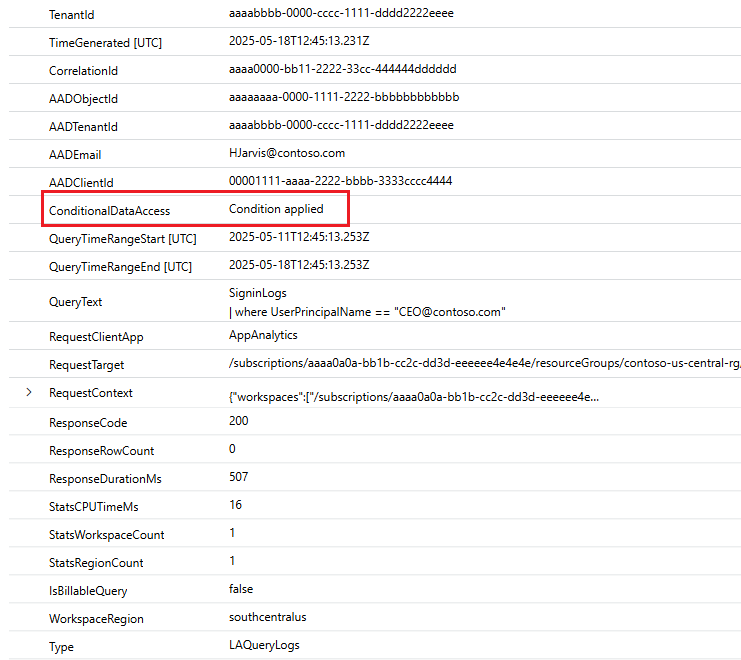 TenantId aaaabbbb-0000-cccc-1111-dddd2222eeee
TimeGenerated [UTC] 2025-05-18T12:45:13.231Z
CorrelationId aaaa0000-bb11-2222-33cc-444444dddddd
AADObjectId aaaaaaaa-0000-1111-2222-bbbbbbbbbbbb
AADTenantId aaaabbbb-0000-cccc-1111-dddd2222eeee
AADEmail HJarvis@contoso.com
AADClientId 00001111-aaaa-2222-bbbb-3333cccc4444
ConditionalDataAccess Condition applied
QueryTimeRangeStart [UTC] 2025-05-11T12:45:13.253Z
QueryTimeRangeEnd [UTC] 2025-05-18T12:45:13.253Z
QueryText SigninLogs
| where UserPrincipalName == "CEO@contoso.com"
RequestClientApp AppAnalytics
RequestTarget /subscriptions/aaaa0a0a-bb1b-cc2c-dd3d-eeeeee4e4e4e/resourceGroups/contoso-us-central-rg,
RequestContext {"workspaces":["/subscriptions/aaaa0a0a-bb1b-cc2c-dd3d-eeeeee4e...
ResponseCode 200
ResponseRowCount 0
ResponseDurationMs 507
StatsCPUTimeMs 16
StatsWorkspaceCount 1
StatsRegionCount 1
IsBillableQuery false
WorkspaceRegion southcentralus
Type LAQueryLogs